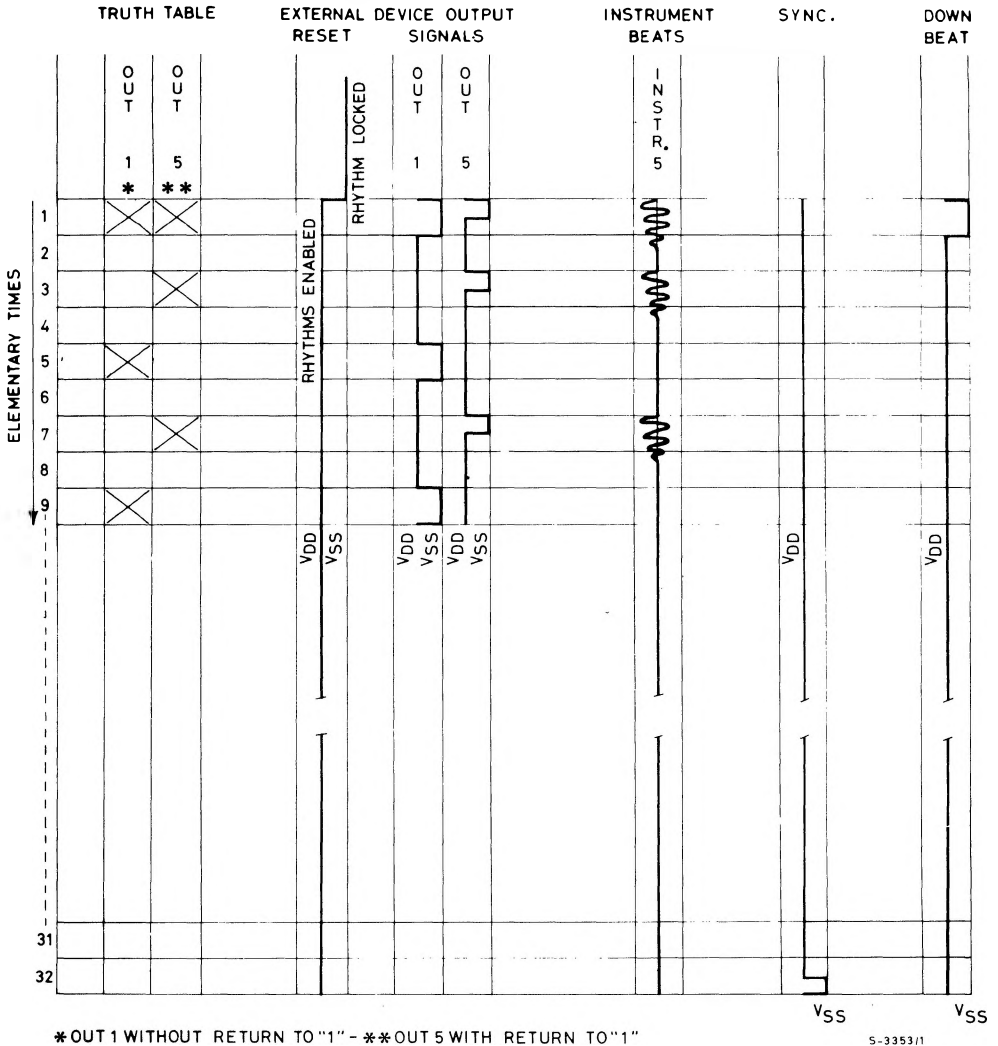 TRUTH TABLE
EXTERNAL RESET
DEVICE OUTPUT SIGNALS
INSTRUMENT BEATS
SYNC.
DOWN BEAT
OUT 1 *
OUT 5 **
RHYTHM LOCKED
OUT 1
OUT 5
INSTR. 5
RHYTHMS ENABLED
ELEMENTARY TIMES
1
2
3
4
5
6
7
8
9
VDD
VSS
VDD
VSS
VDD
VSS
VDD
VDD
31
32
VSS
VSS
*OUT 1 WITHOUT RETURN TO "1" - **OUT 5 WITH RETURN TO "1"
S-3353/1